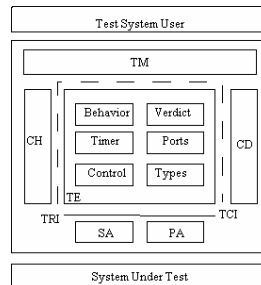 Test System User
TM
Behavior Verdict
CH Timer Ports CD
Control Types
TE
TRI TCI
SA PA
System Under Test